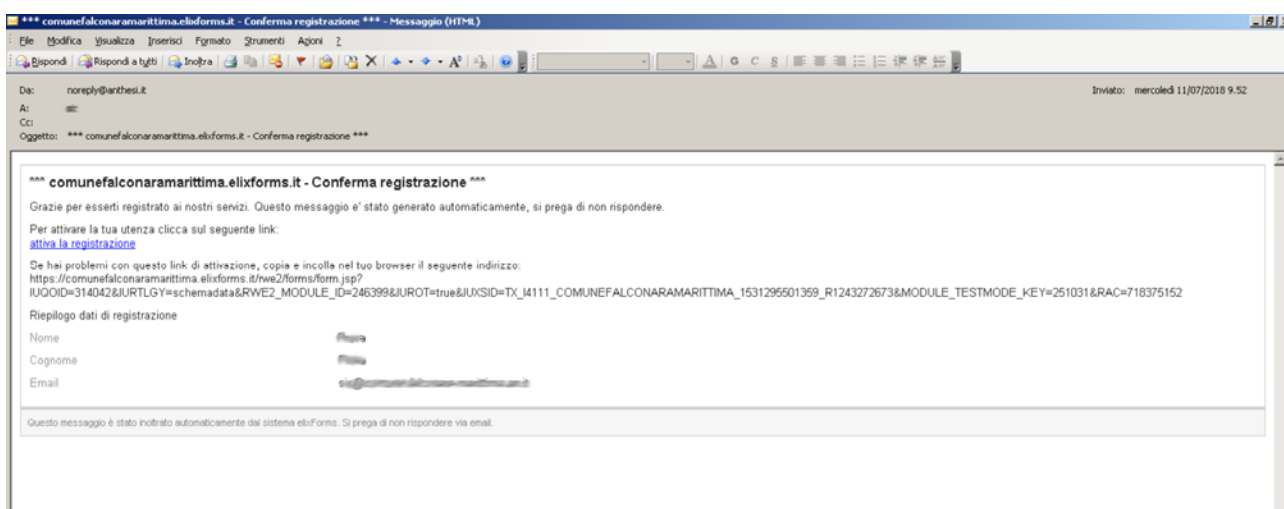 *** comunefalconaramarittima.elixforms.it - Conferma registrazione *** - Messaggio (HTML)
File Modifica Visualizza Inserisci Formato Strumenti Azioni ?
Rispondi Rispondi a tutti Inoltra
Da: noreply@anthesi.it Inviato: mercoledì 11/07/2018 9.52
A:
Cc:
Oggetto: *** comunefalconaramarittima.elixforms.it - Conferma registrazione ***
*** comunefalconaramarittima.elixforms.it - Conferma registrazione ***
Grazie per esserti registrato ai nostri servizi. Questo messaggio e' stato generato automaticamente, si prega di non rispondere.
Per attivare la tua utenza clicca sul seguente link:
attiva la registrazione
Se hai problemi con questo link di attivazione, copia e incolla nel tuo browser il seguente indirizzo:
https://comunefalconaramarittima.elixforms.it/rwe2/forms/form.jsp?
IUQOID=314042&IURTLGY=schemadata&RWE2_MODULE_ID=246399&IUROT=true&IUXSID=TX_I4111_COMUNEFALCONARAMARITTIMA_1531295501359_R1243272673&MODULE_TESTMODE_KEY=251031&RAC=718375152
Riepilogo dati di registrazione
Nome
Cognome
Email
Questo messaggio è stato inoltrato automaticamente dal sistema elixForms. Si prega di non rispondere via email.